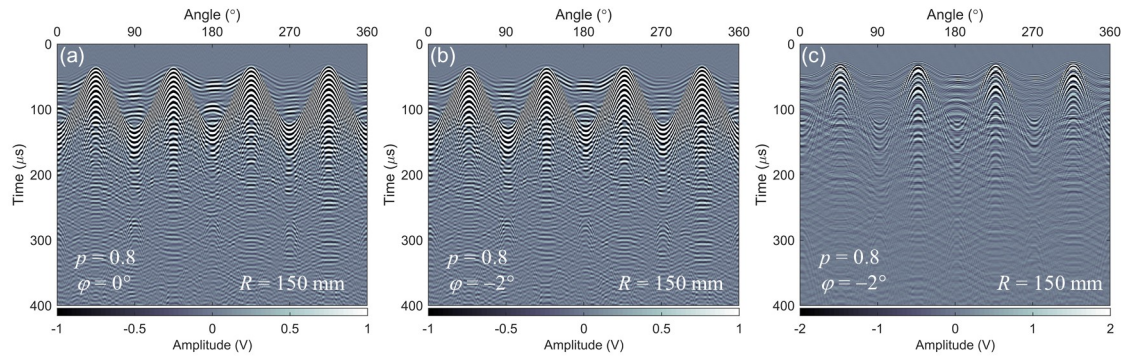 Angle (°)
0 90 180 270 360
(a)
0
100
200
300
400
Time (μs)
p = 0.8
φ = 0° R = 150 mm
-1 -0.5 0 0.5 1
Amplitude (V)
Angle (°)
0 90 180 270 360
(b)
0
100
200
300
400
Time (μs)
p = 0.8
φ = −2° R = 150 mm
-1 -0.5 0 0.5 1
Amplitude (V)
Angle (°)
0 90 180 270 360
(c)
0
100
200
300
400
Time (μs)
p = 0.8
φ = −2° R = 150 mm
-2 -1 0 1 2
Amplitude (V)